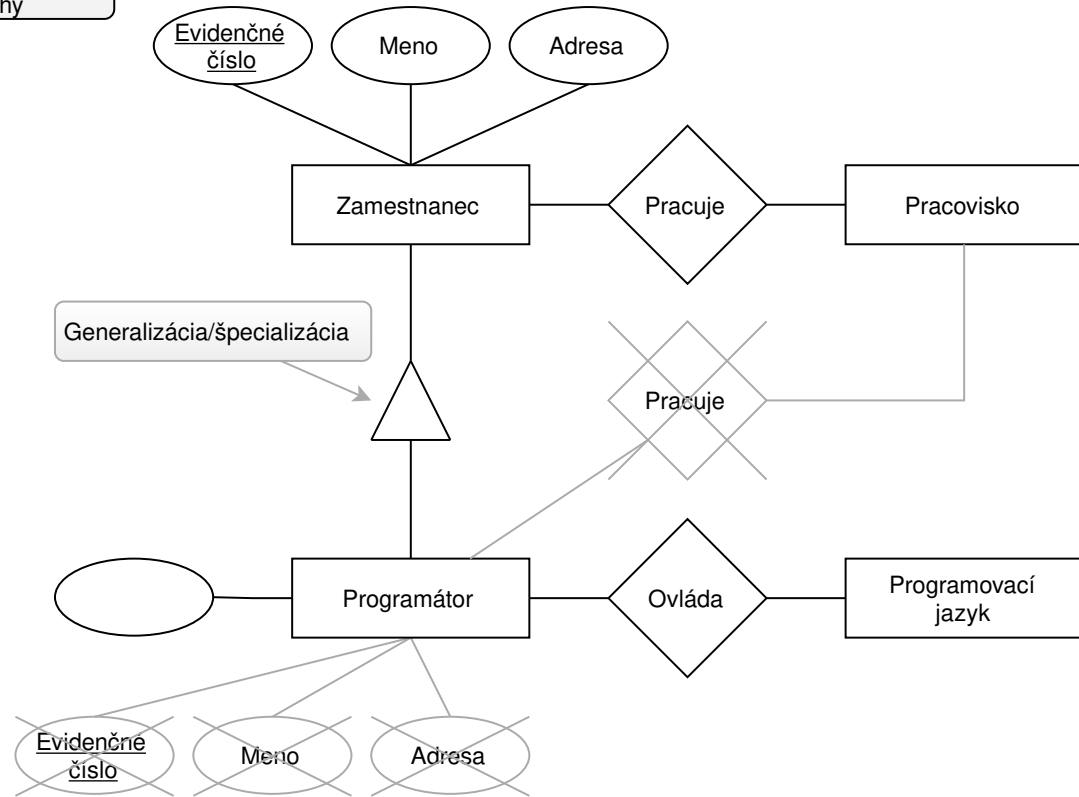 Evidenčné
číslo
Meno
Adresa
Zamestnanec
Pracuje
Pracovisko
Generalizácia/špecializácia
Pracuje
Programátor
Ovláda
Programovací
jazyk
Evidenčné
číslo
Meno
Adresa